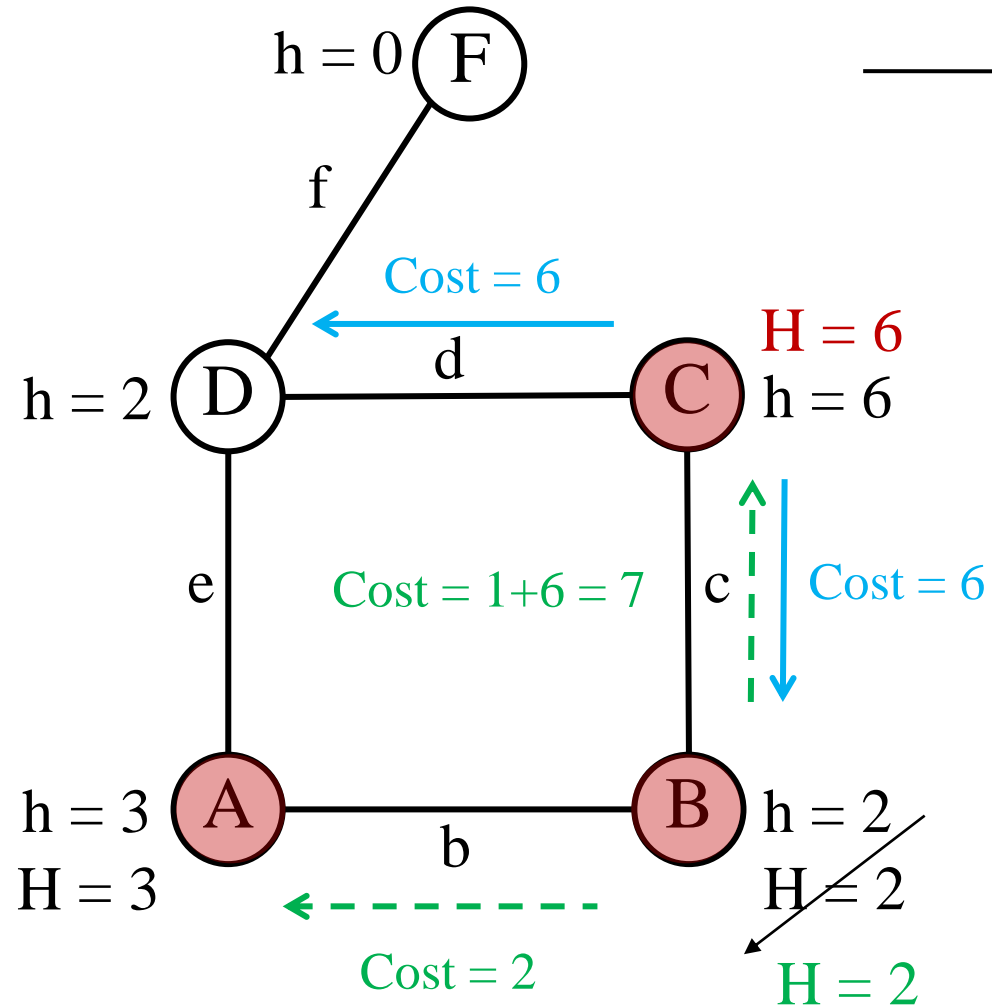 h = 0
F
f
Cost = 6
H = 6
h = 2
D
d
C
h = 6
e
Cost = 1+6 = 7
c
Cost = 6
h = 3
A
B
h = 2
H = 3
b
H = 2
Cost = 2
H = 2